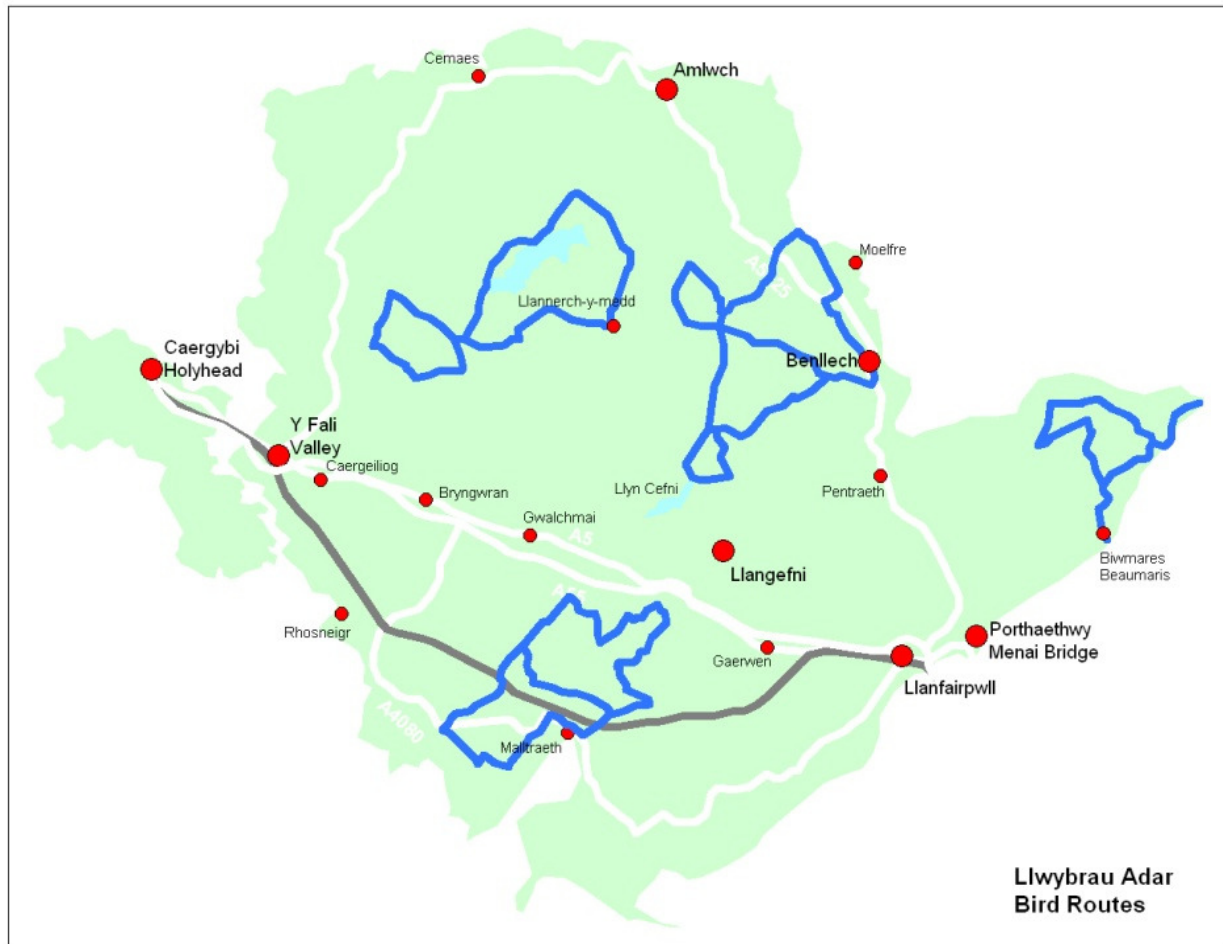 Cemaes
Amlwch
Moelfre
Llannerch-y-medd
Benllech
Caergybi
Holyhead
Y Fali
Valley
Caergeiliog
Bryngwran
Gwalchmai
A5
Llyn Cefni
Pentraeth
Llangefni
Biwmares
Beaumaris
Rhosneigr
Gaerwen
Porthaethwy
Menai Bridge
Llanfairpwll
A4080
Malltraeth
Llwybrau Adar
Bird Routes